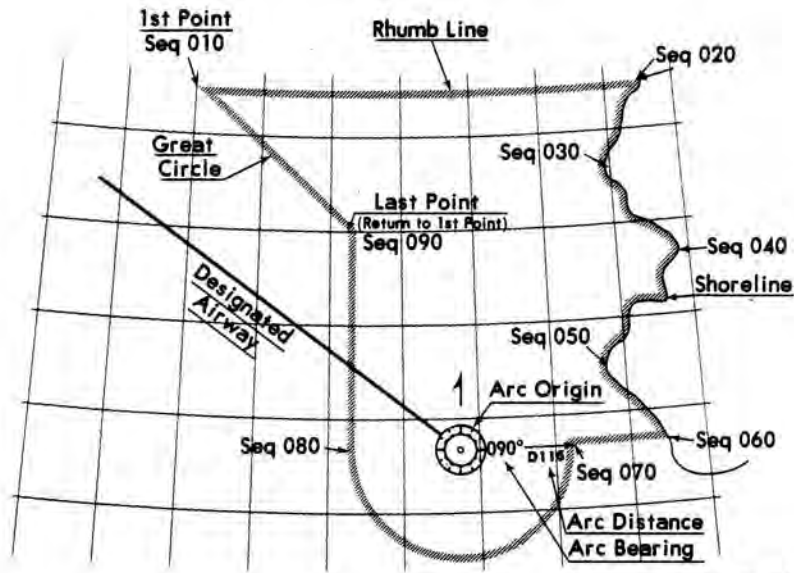 1st Point
Seq 010
Rhumb Line
Seq 020
Great
Circle
Seq 030
Last Point
(Return to 1st Point)
Seq 090
Seq 040
Designated
Airway
Shoreline
Seq 050
Arc Origin
Seq 080
090°
D116
Seq 060
Seq 070
Arc Distance
Arc Bearing